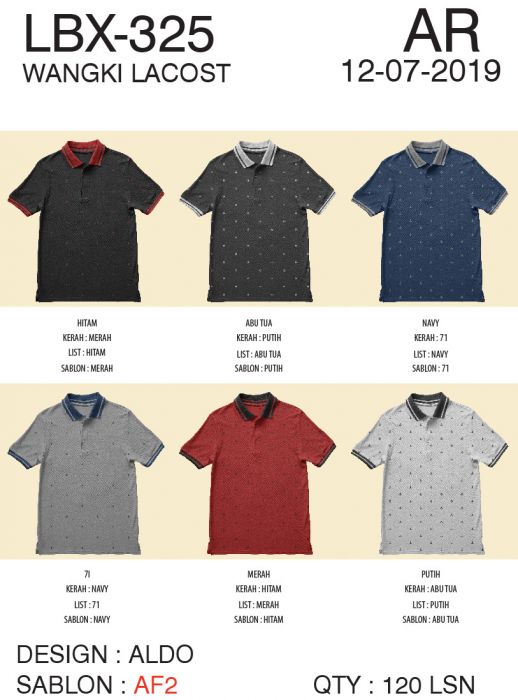 LBX-325
AR
WANGKI LACOST
12-07-2019
HITAM
KERAH : MERAH
LIST : HITAM
SABLON : MERAH
ABU TUA
KERAH : PUTIH
LIST : ABU TUA
SABLON : PUTIH
NAVY
KERAH : 71
LIST : NAVY
SABLON : 71
7I
KERAH : NAVY
LIST : 71
SABLON : NAVY
MERAH
KERAH : HITAM
LIST : MERAH
SABLON : HITAM
PUTIH
KERAH : ABU TUA
LIST : PUTIH
SABLON : ABU TUA
DESIGN : ALDO
SABLON : AF2
QTY : 120 LSN